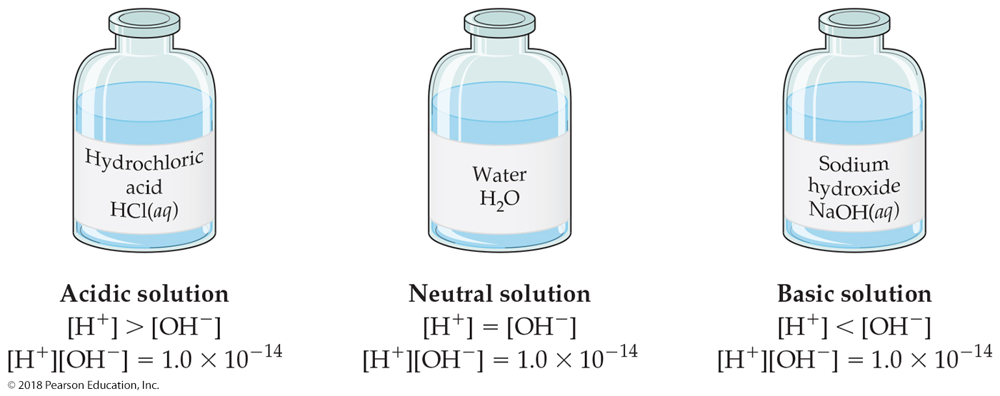 Hydrochloric
acid
HCl(aq)
Water
H₂O
Sodium
hydroxide
NaOH(aq)
Acidic solution
[H⁺] > [OH⁻]
[H⁺][OH⁻] = 1.0 × 10⁻¹⁴
Neutral solution
[H⁺] = [OH⁻]
[H⁺][OH⁻] = 1.0 × 10⁻¹⁴
Basic solution
[H⁺] < [OH⁻]
[H⁺][OH⁻] = 1.0 × 10⁻¹⁴
© 2018 Pearson Education, Inc.